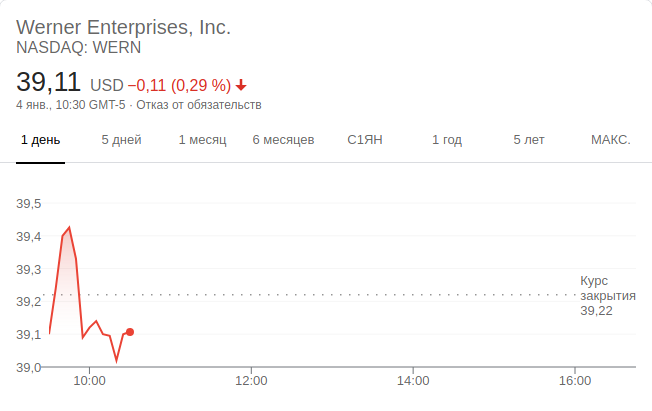 Werner Enterprises, Inc.
NASDAQ: WERN
39,11 USD −0,11 (0,29 %)
4 янв., 10:30 GMT-5 · Отказ от обязательств
1 день 5 дней 1 месяц 6 месяцев С1ЯН 1 год 5 лет МАКС.
39,5
39,4
39,3
39,2
39,1
39,0
Курс
закрытия
39,22
10:00 12:00 14:00 16:00